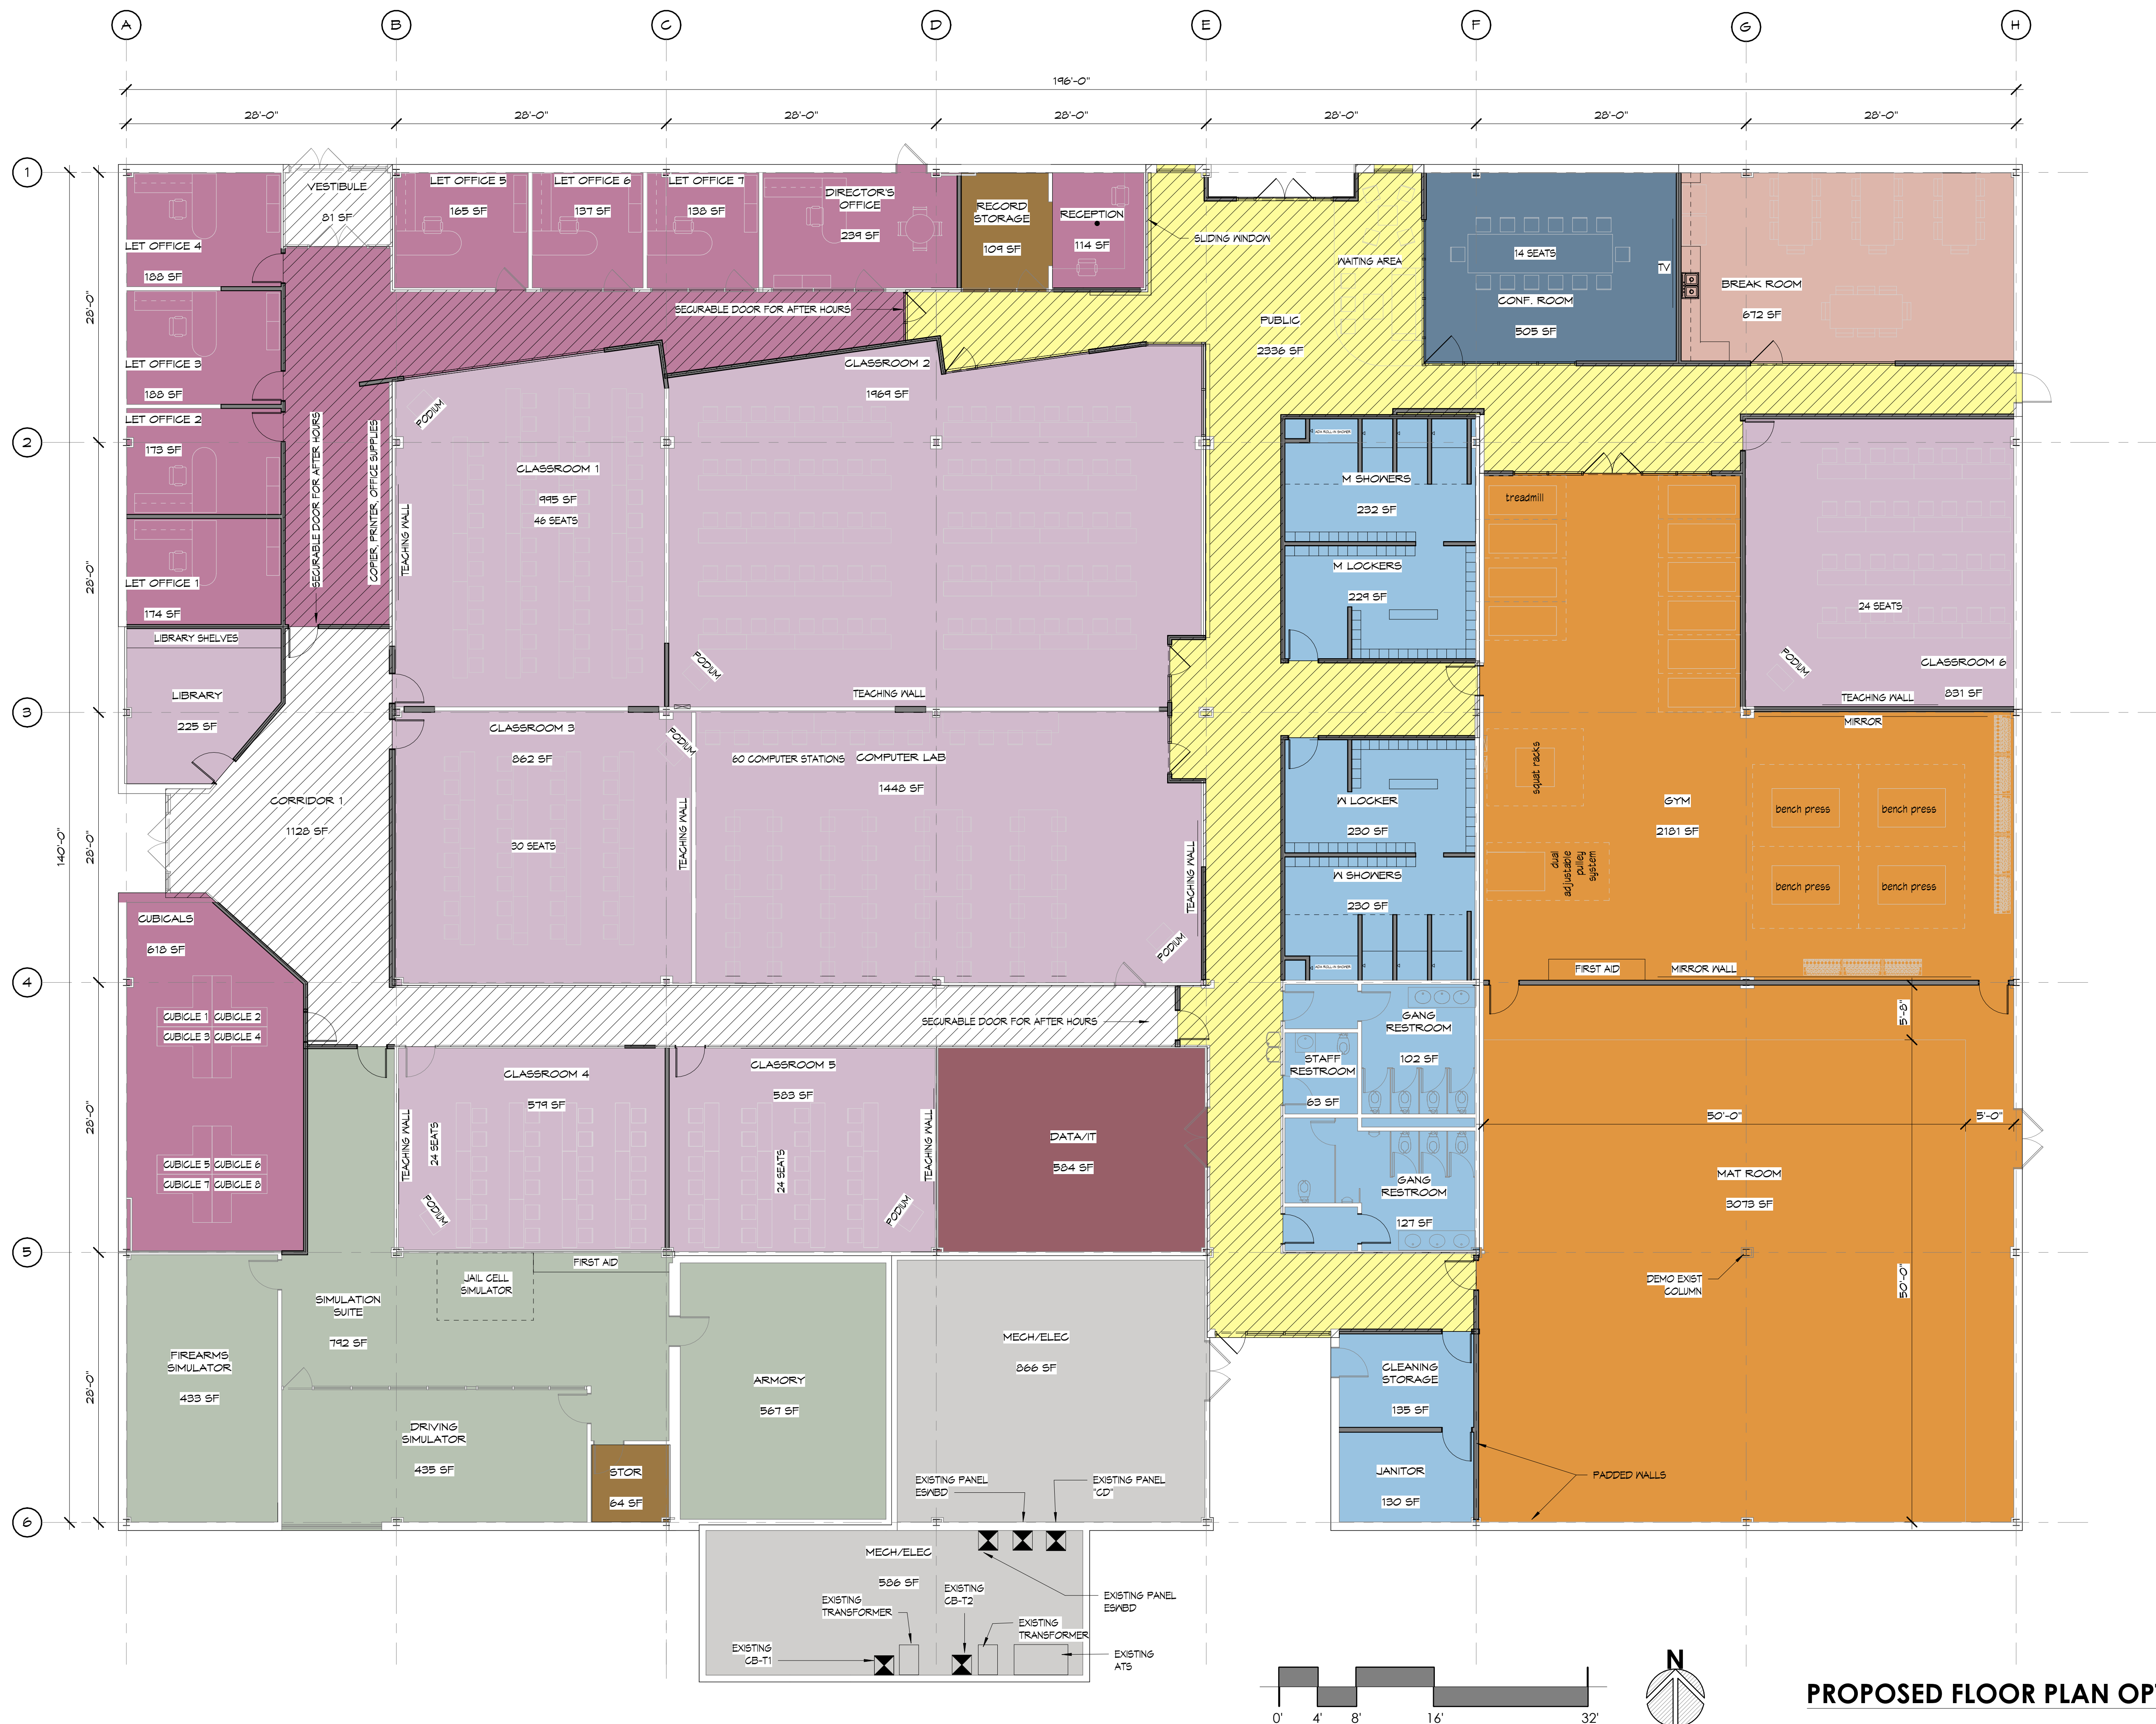 A
B
C
D
E
F
G
H
196'-0"
28'-0"
28'-0"
28'-0"
28'-0"
28'-0"
28'-0"
28'-0"
1
2
3
4
5
6
140'-0"
28'-0"
28'-0"
28'-0"
28'-0"
28'-0"
VESTIBULE
81 SF
LET OFFICE 5
165 SF
LET OFFICE 6
137 SF
LET OFFICE 7
138 SF
DIRECTOR'S
OFFICE
239 SF
RECORD
STORAGE
109 SF
RECEPTION
114 SF
SLIDING WINDOW
WAITING AREA
14 SEATS
TV
CONF. ROOM
505 SF
BREAK ROOM
672 SF
LET OFFICE 4
188 SF
SECURABLE DOOR FOR AFTER HOURS
PUBLIC
2336 SF
LET OFFICE 3
188 SF
LET OFFICE 2
173 SF
LET OFFICE 1
174 SF
SECURABLE DOOR FOR AFTER HOURS
COPIER, PRINTER, OFFICE SUPPLIES
PODIUM
CLASSROOM 1
995 SF
46 SEATS
TEACHING WALL
CLASSROOM 2
1969 SF
PODIUM
TEACHING WALL
ADA ROLL-IN SHOWER
M SHOWERS
232 SF
M LOCKERS
229 SF
treadmill
24 SEATS
PODIUM
CLASSROOM 6
831 SF
TEACHING WALL
MIRROR
LIBRARY SHELVES
LIBRARY
225 SF
CORRIDOR 1
1128 SF
CLASSROOM 3
862 SF
30 SEATS
PODIUM
TEACHING WALL
60 COMPUTER STATIONS
COMPUTER LAB
1448 SF
TEACHING WALL
PODIUM
W LOCKER
230 SF
W SHOWERS
230 SF
ADA ROLL-IN SHOWER
squat racks
GYM
2181 SF
dual
adjustable
pulley
system
bench press
bench press
bench press
bench press
FIRST AID
MIRROR WALL
CUBICALS
618 SF
CUBICLE 1
CUBICLE 2
CUBICLE 3
CUBICLE 4
CUBICLE 5
CUBICLE 6
CUBICLE 7
CUBICLE 8
SECURABLE DOOR FOR AFTER HOURS
CLASSROOM 4
579 SF
TEACHING WALL
24 SEATS
PODIUM
CLASSROOM 5
583 SF
24 SEATS
TEACHING WALL
PODIUM
DATA/IT
584 SF
GANG
RESTROOM
102 SF
STAFF
RESTROOM
63 SF
GANG
RESTROOM
127 SF
5'-8"
50'-0"
5'-0"
MAT ROOM
3073 SF
DEMO EXIST
COLUMN
50'-0"
PADDED WALLS
FIRST AID
JAIL CELL
SIMULATOR
SIMULATION
SUITE
792 SF
FIREARMS
SIMULATOR
433 SF
DRIVING
SIMULATOR
435 SF
STOR
64 SF
ARMORY
567 SF
MECH/ELEC
866 SF
EXISTING PANEL
ESWBD
EXISTING PANEL
"CD"
CLEANING
STORAGE
135 SF
JANITOR
130 SF
MECH/ELEC
586 SF
EXISTING
TRANSFORMER
EXISTING
CB-T2
EXISTING PANEL
ESWBD
EXISTING
TRANSFORMER
EXISTING
CB-T1
EXISTING
ATS
0' 4' 8' 16' 32'
N
PROPOSED FLOOR PLAN OP